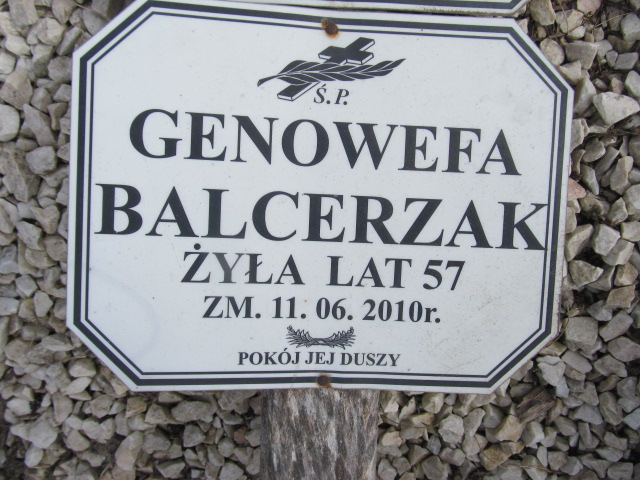 Ś.P.
GENOWEFA
BALCERZAK
ŻYŁA LAT 57
ZM. 11. 06. 2010r.
POKÓJ JEJ DUSZY